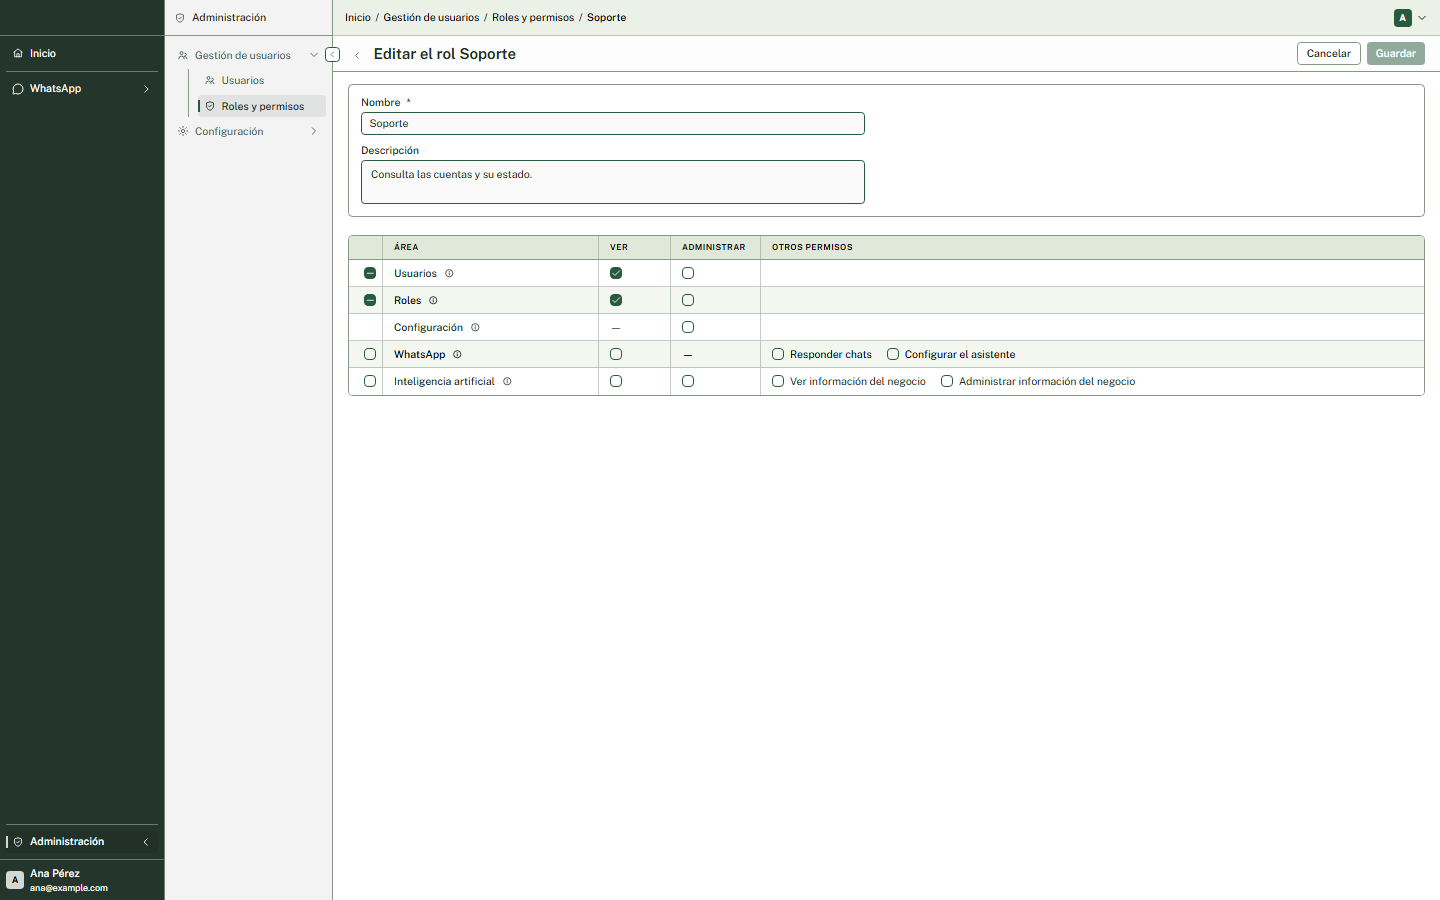 Administración
Inicio / Gestión de usuarios / Roles y permisos / Soporte
A
Inicio
WhatsApp
Gestión de usuarios
Usuarios
Roles y permisos
Configuración
Editar el rol Soporte
Cancelar
Guardar
Nombre *
Soporte
Descripción
Consulta las cuentas y su estado.
ÁREA VER ADMINISTRAR OTROS PERMISOS
Usuarios
Roles
Configuración — 
WhatsApp — Responder chats Configurar el asistente
Inteligencia artificial Ver información del negocio Administrar información del negocio
Administración
A
Ana Pérez
ana@example.com